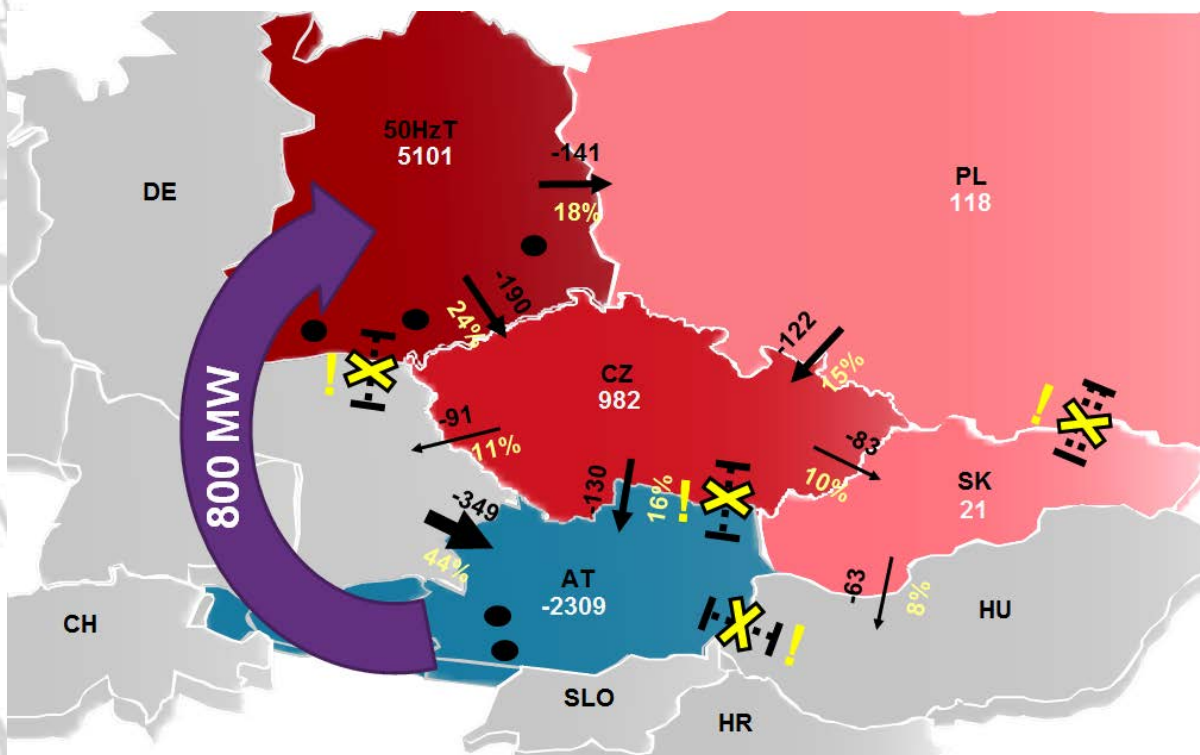 50HzT
5101
-141
18%
DE
PL
118
-190
24%
-122
15%
!
CZ
982
!
800 MW
-91
11%
-83
10%
SK
21
-349
44%
-130
16%
!
AT
-2309
-63
8%
CH
HU
!
SLO
HR